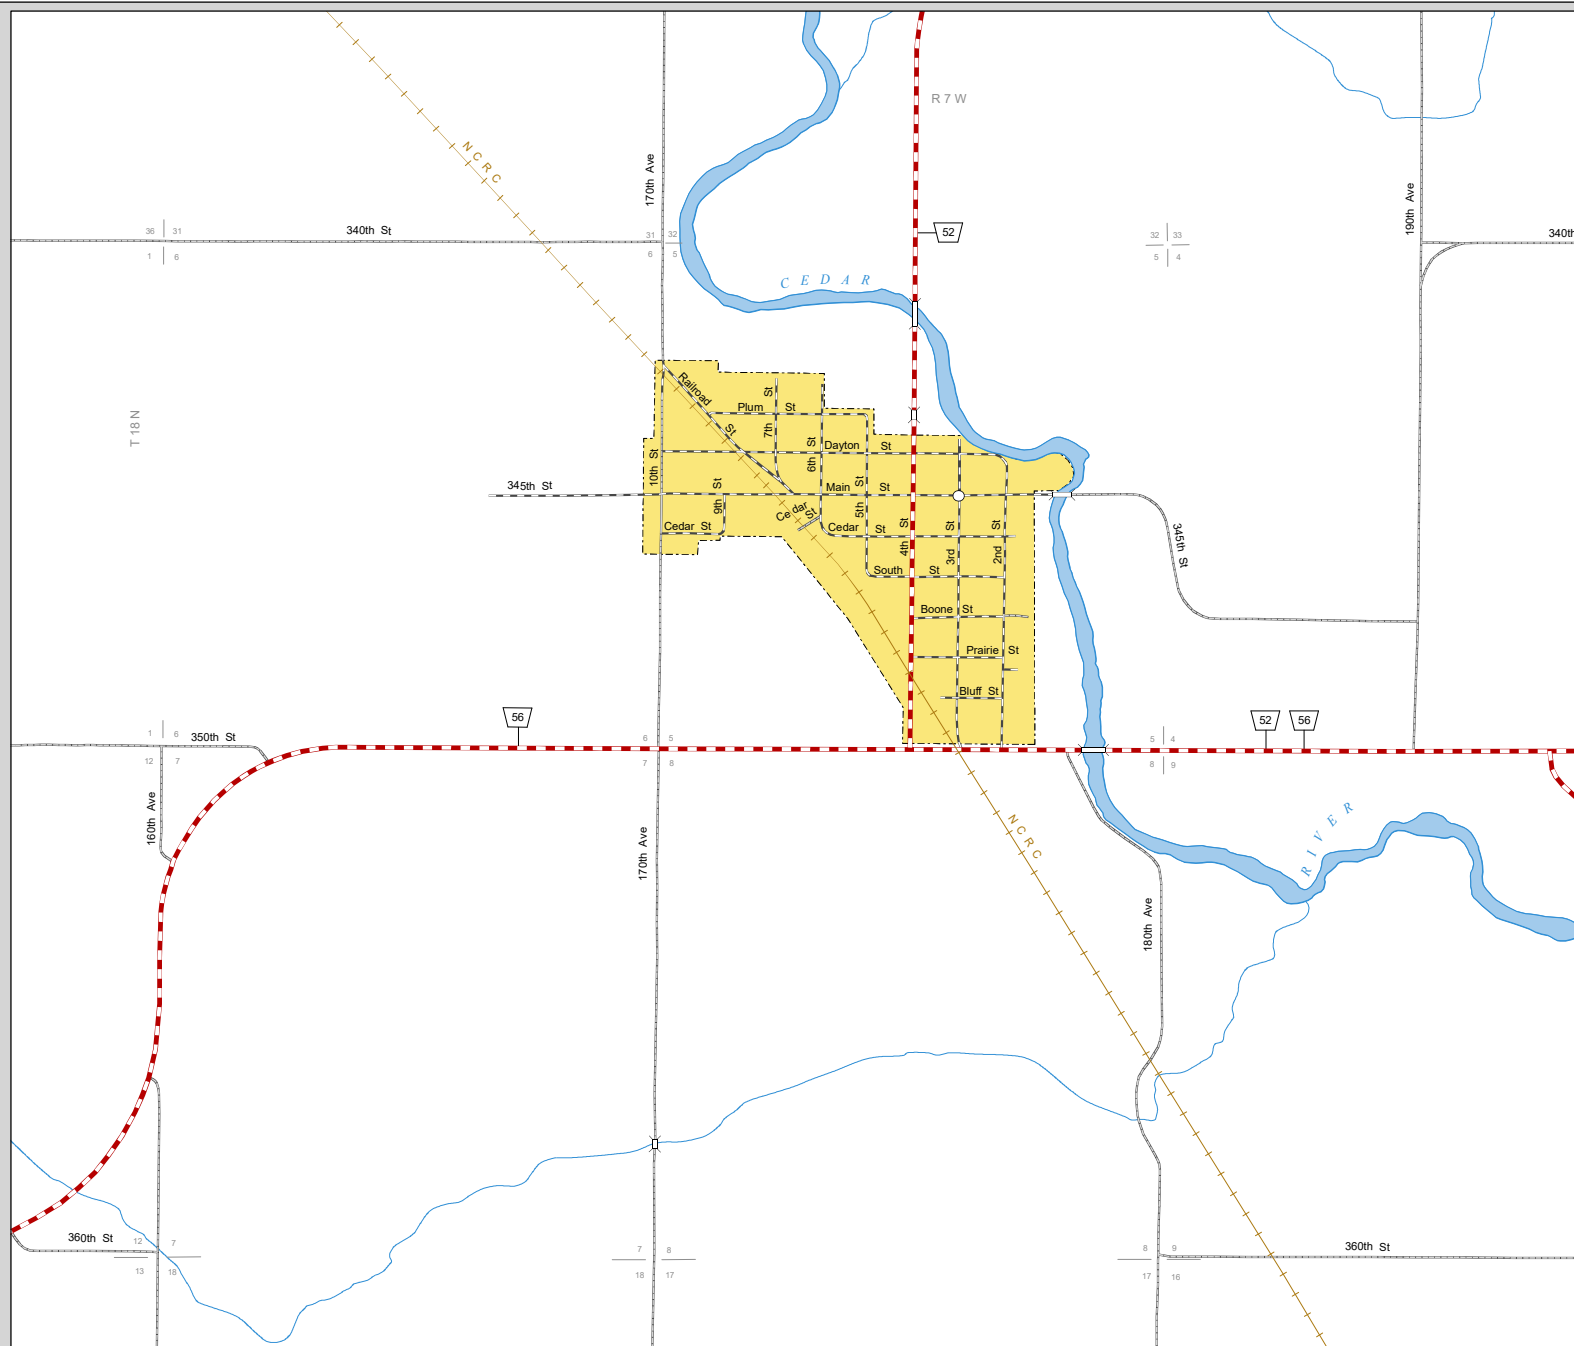 R 7 W
NCRC
170th Ave
190th Ave
36 31
340th St
31 32
52
32 33
340th
1 6
6 5
5 4
CEDAR
Railroad St
St
7th
Plum St
T 18 N
6th St
Dayton St
10th St
345th St
9th St
Main St
5th St
Cedar St
Cedar St
Cedar St
4th St
3rd St
2nd St
345th St
South St
Boone St
Prairie St
Bluff St
56
52
56
1 6
350th St
6 5
5 4
12 7
7 8
8 9
160th Ave
170th Ave
NCRC
RIVER
180th Ave
360th St
12 7
7 8
8 9
360th St
13 18
18 17
17 16